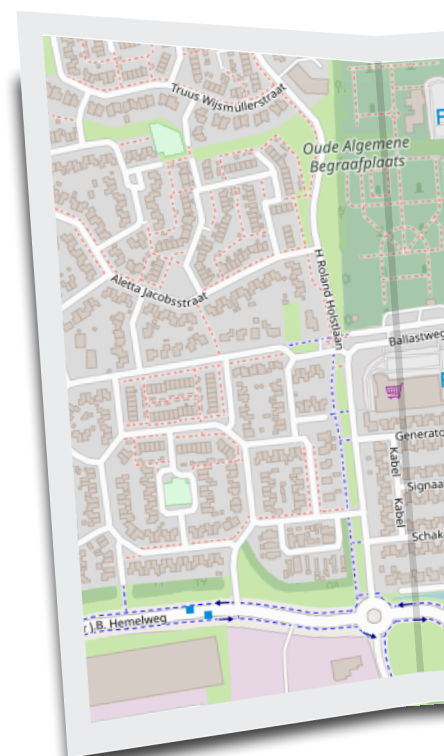 Truus Wijsmullerstraat
Oude Algemene
Begraafplaats
Aletta Jacobsstraat
H Roland Holstlaan
Ballastweg
Generato
Kabel
Signaa
Kabel
Schak
) J.B. Hemelweg